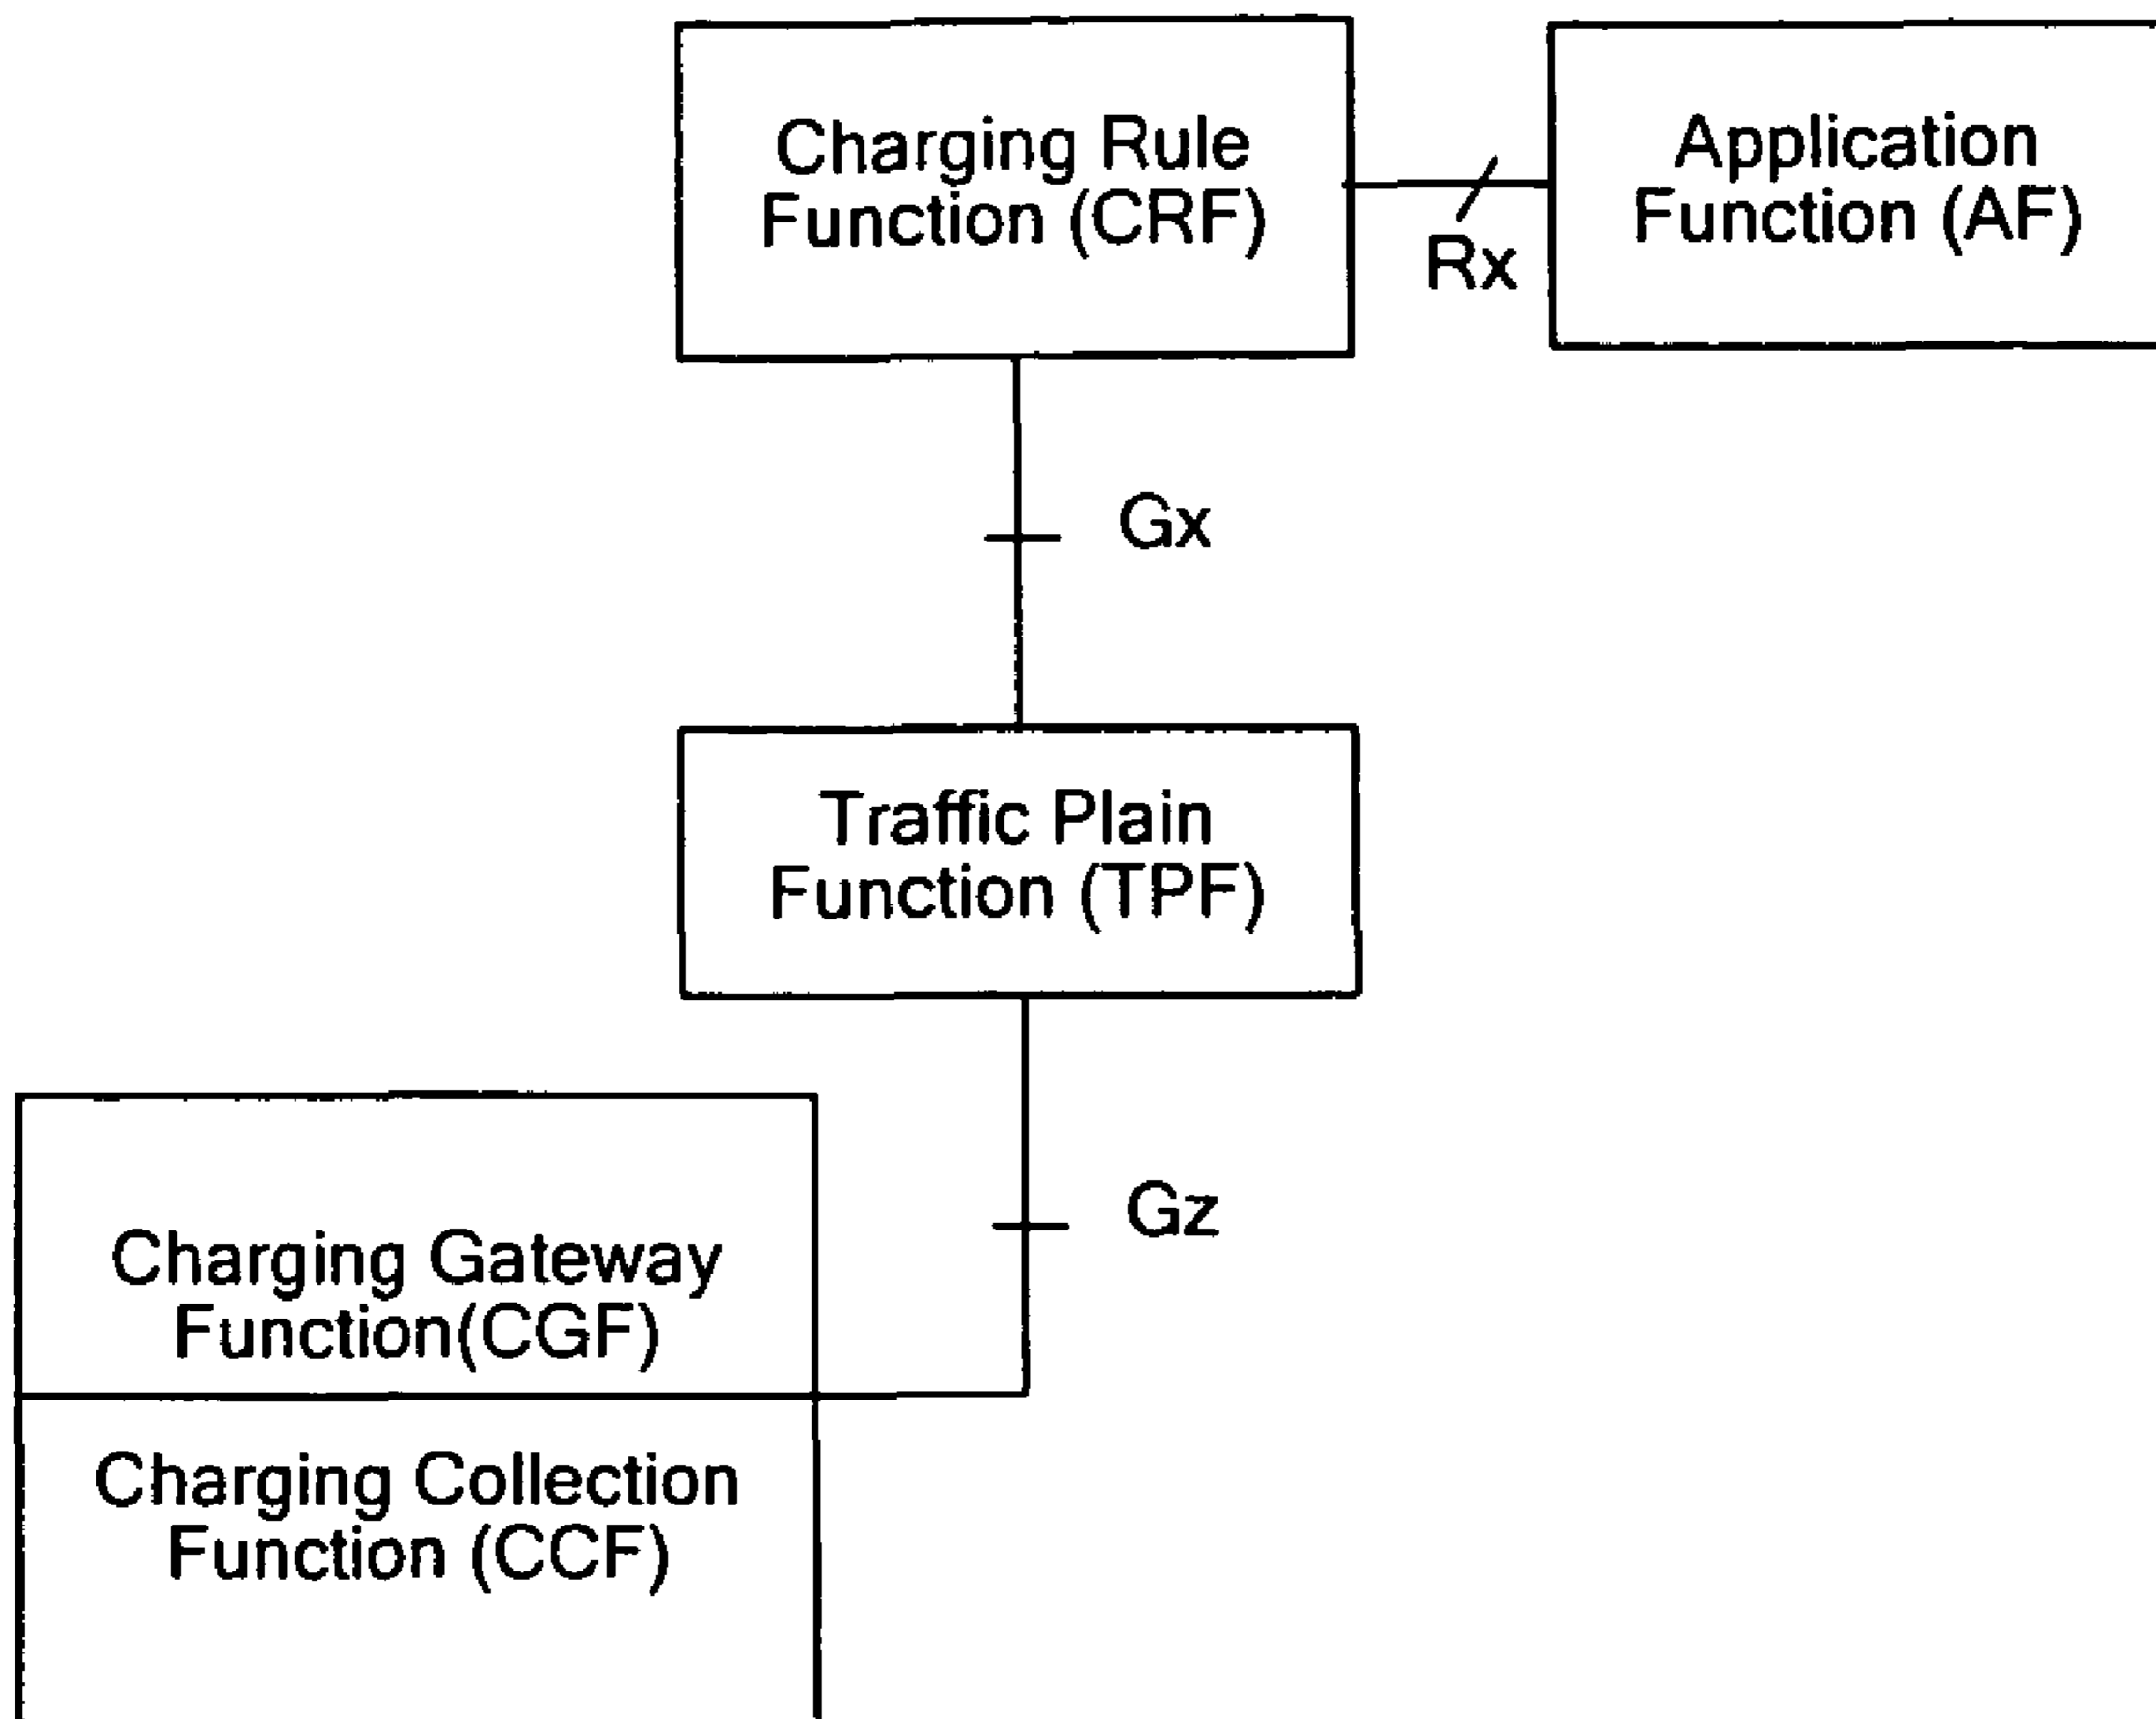 Charging Rule
Function (CRF)
Application
Function (AF)
Rx
Gx
Traffic Plain
Function (TPF)
Gz
Charging Gateway
Function(CGF)
Charging Collection
Function (CCF)